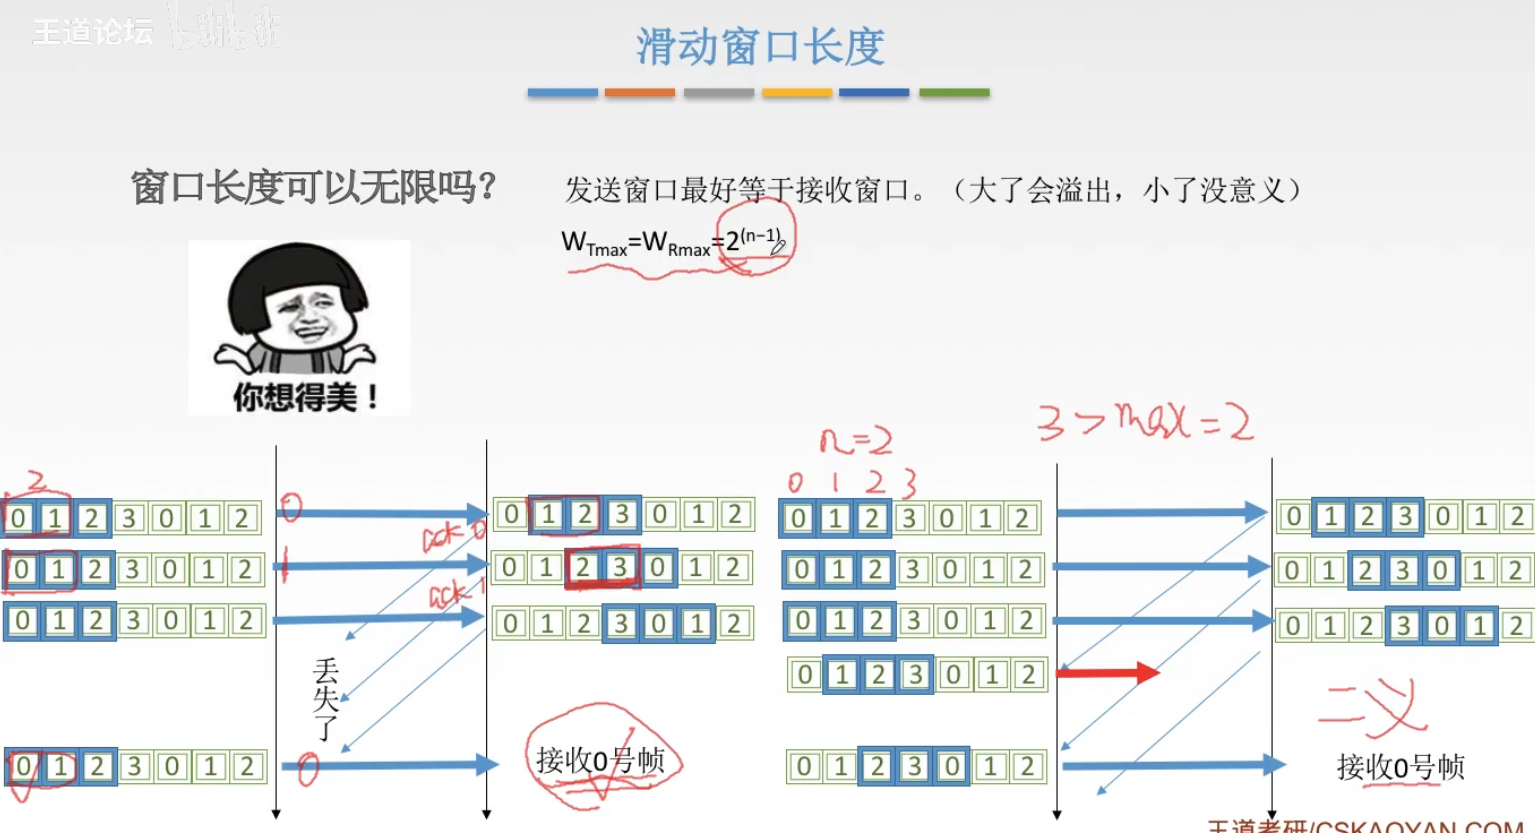 王道论坛 bilibili
滑动窗口长度
窗口长度可以无限吗？
发送窗口最好等于接收窗口。（大了会溢出，小了没意义）
WTmax=WRmax=2(n−1)
你想得美！
n=2
3>max=2
2
0 1 2 3
0 1 2 3 0 1 2
0
0 1 2 3 0 1 2
0 1 2 3 0 1 2
0 1 2 3 0 1 2
ack 0
0 1 2 3 0 1 2
1
0 1 2 3 0 1 2
0 1 2 3 0 1 2
0 1 2 3 0 1 2
ack 1
0 1 2 3 0 1 2
0 1 2 3 0 1 2
0 1 2 3 0 1 2
0 1 2 3 0 1 2
丢失了
0 1 2 3 0 1 2
二义
0 1 2 3 0 1 2
0
接收0号帧
0 1 2 3 0 1 2
接收0号帧
王道考研/CSKAOYAN.COM